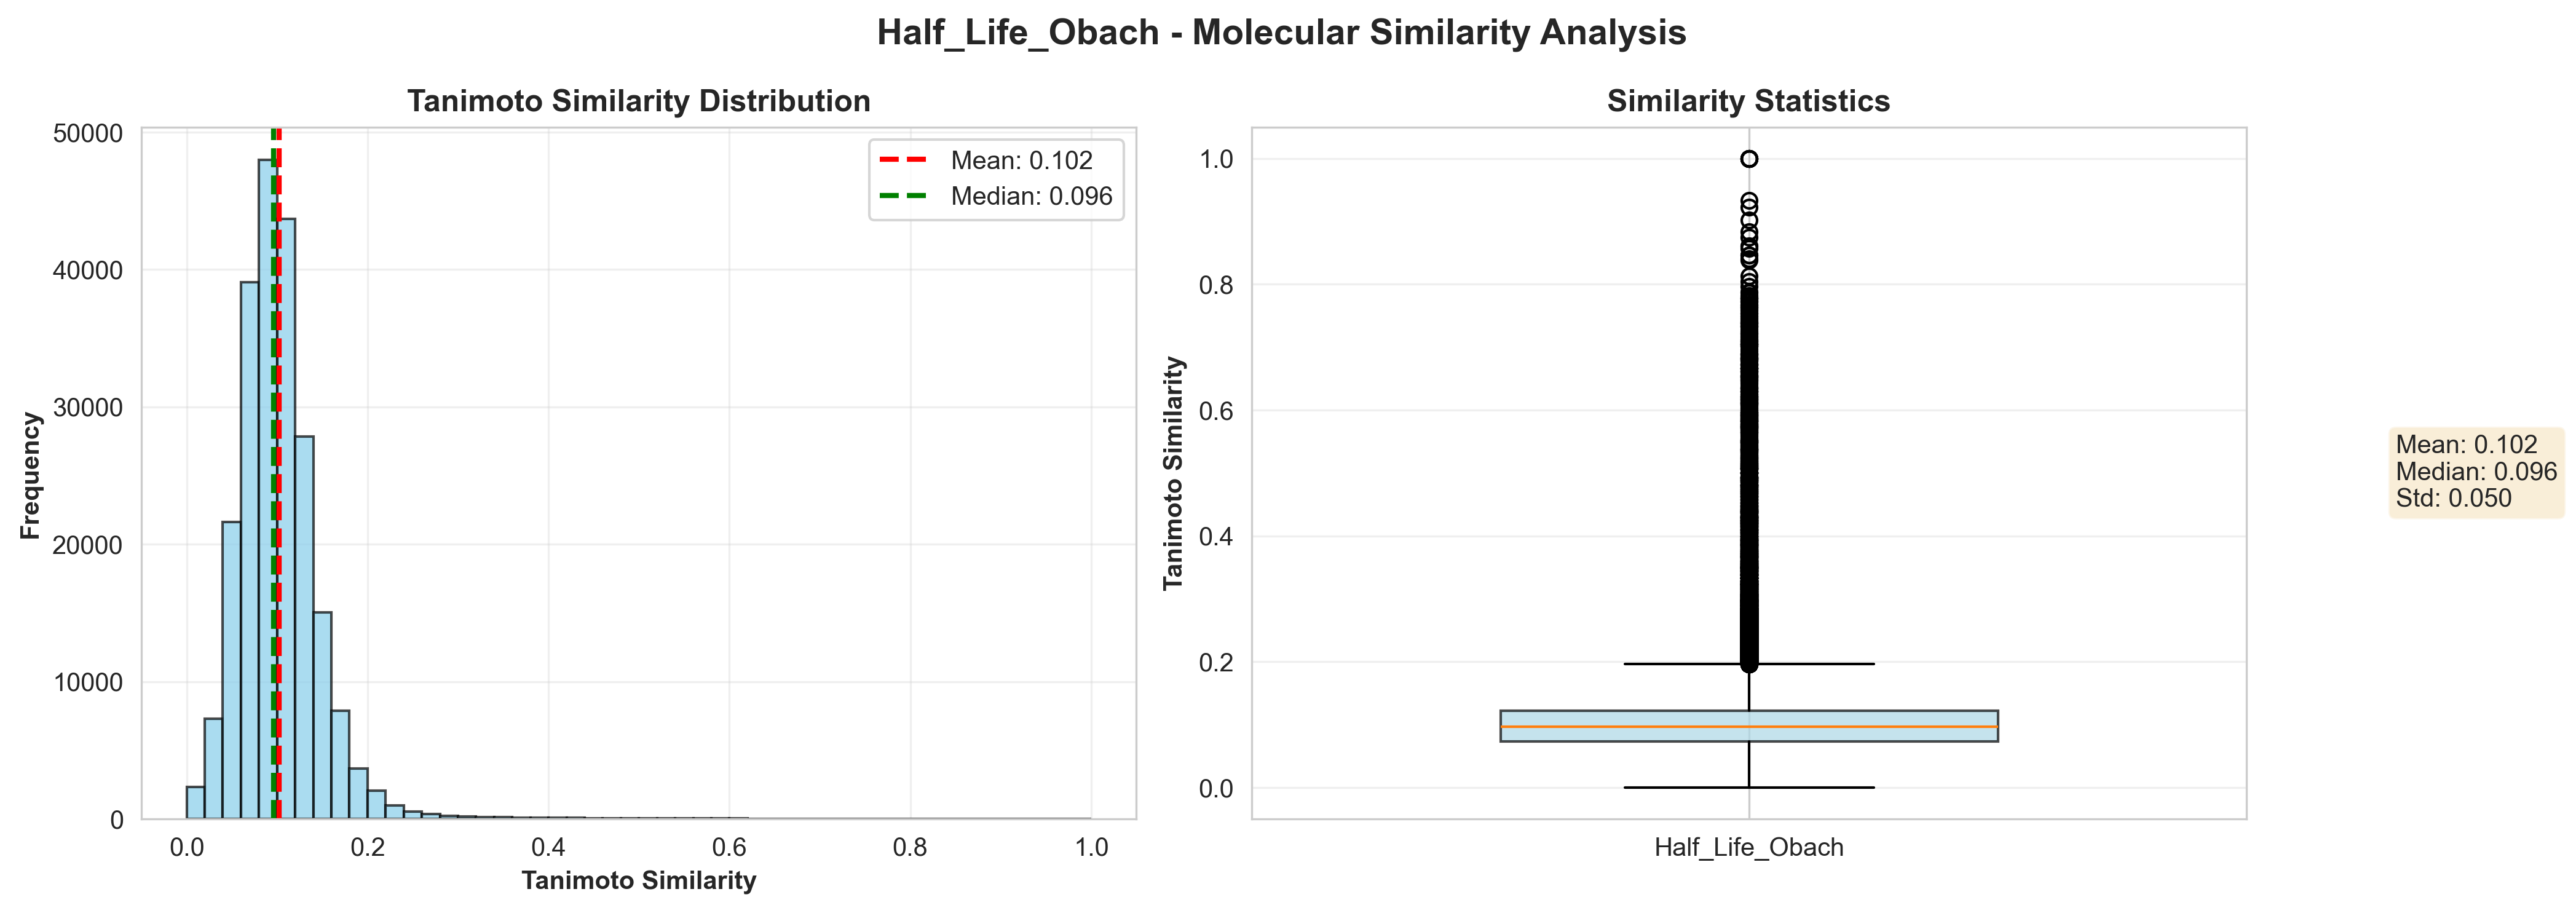 Half_Life_Obach - Molecular Similarity Analysis
Tanimoto Similarity Distribution
50000
40000
30000
20000
10000
0
Frequency
0.0
0.2
0.4
0.6
0.8
1.0
Tanimoto Similarity
Mean: 0.102
Median: 0.096
Similarity Statistics
1.0
0.8
0.6
0.4
0.2
0.0
Tanimoto Similarity
Half_Life_Obach
Mean: 0.102
Median: 0.096
Std: 0.050